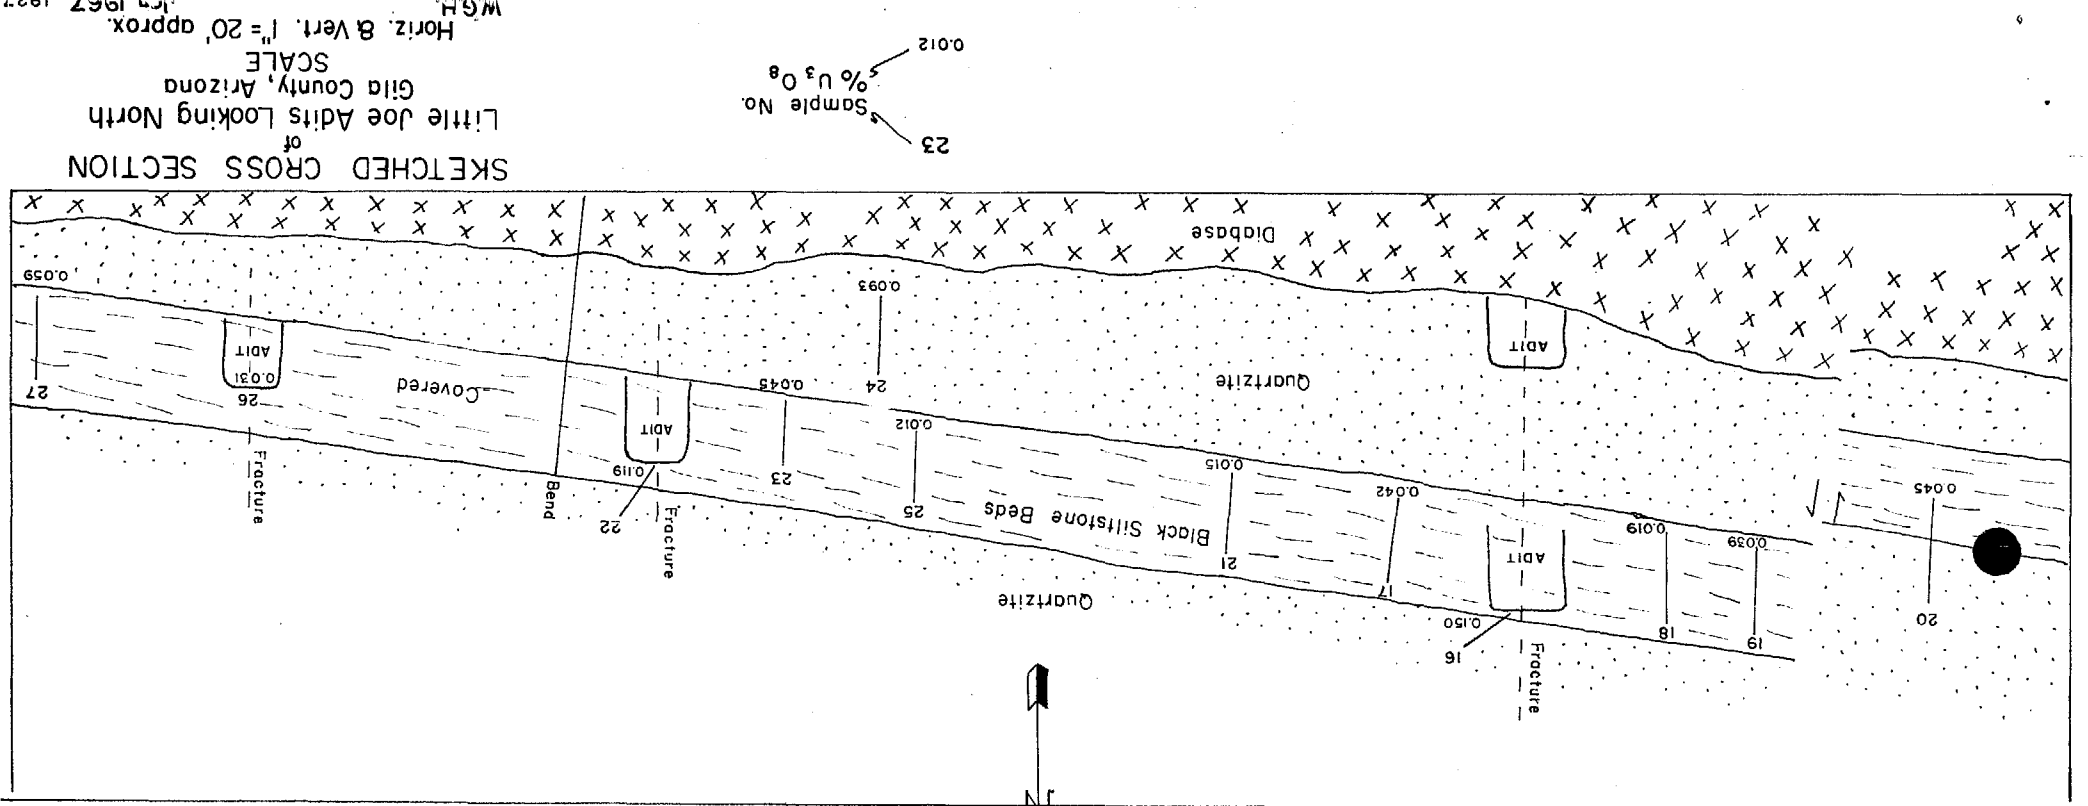 N
Fracture
16
0.150
19
18
17
20
Quartzite
ADIT
21
0.039
0.019
0.042
Black Siltstone Beds
0.045
0.015
25
22
Fracture
Bend
Fracture
0.012
23
0.119
ADIT
Quartzite
24
0.045
Covered
26
27
0.031
ADIT
ADIT
0.093
0.059
Diabase
23
Sample No.
% U3O8
0.012
SKETCHED CROSS SECTION
of
Little Joe Adits Looking North
Gila County, Arizona
SCALE
Horiz. & Vert. 1"= 20' approx.
W.G.H. Jan 1967